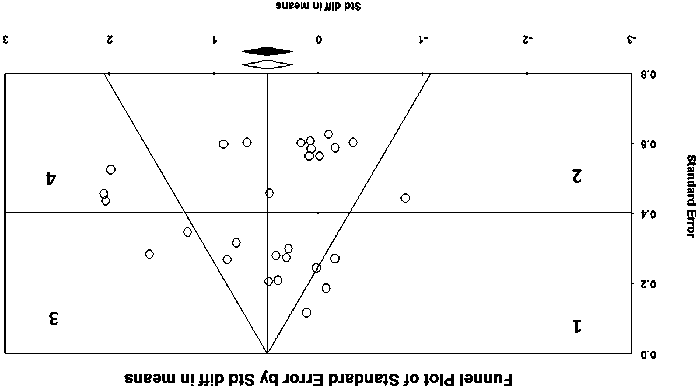 Funnel Plot of Standard Error by Std diff in means
0.0
1
3
0.2
0.4
2
4
0.6
0.8
Standard Error
-3 -2 -1 0 1 2 3
Std diff in means